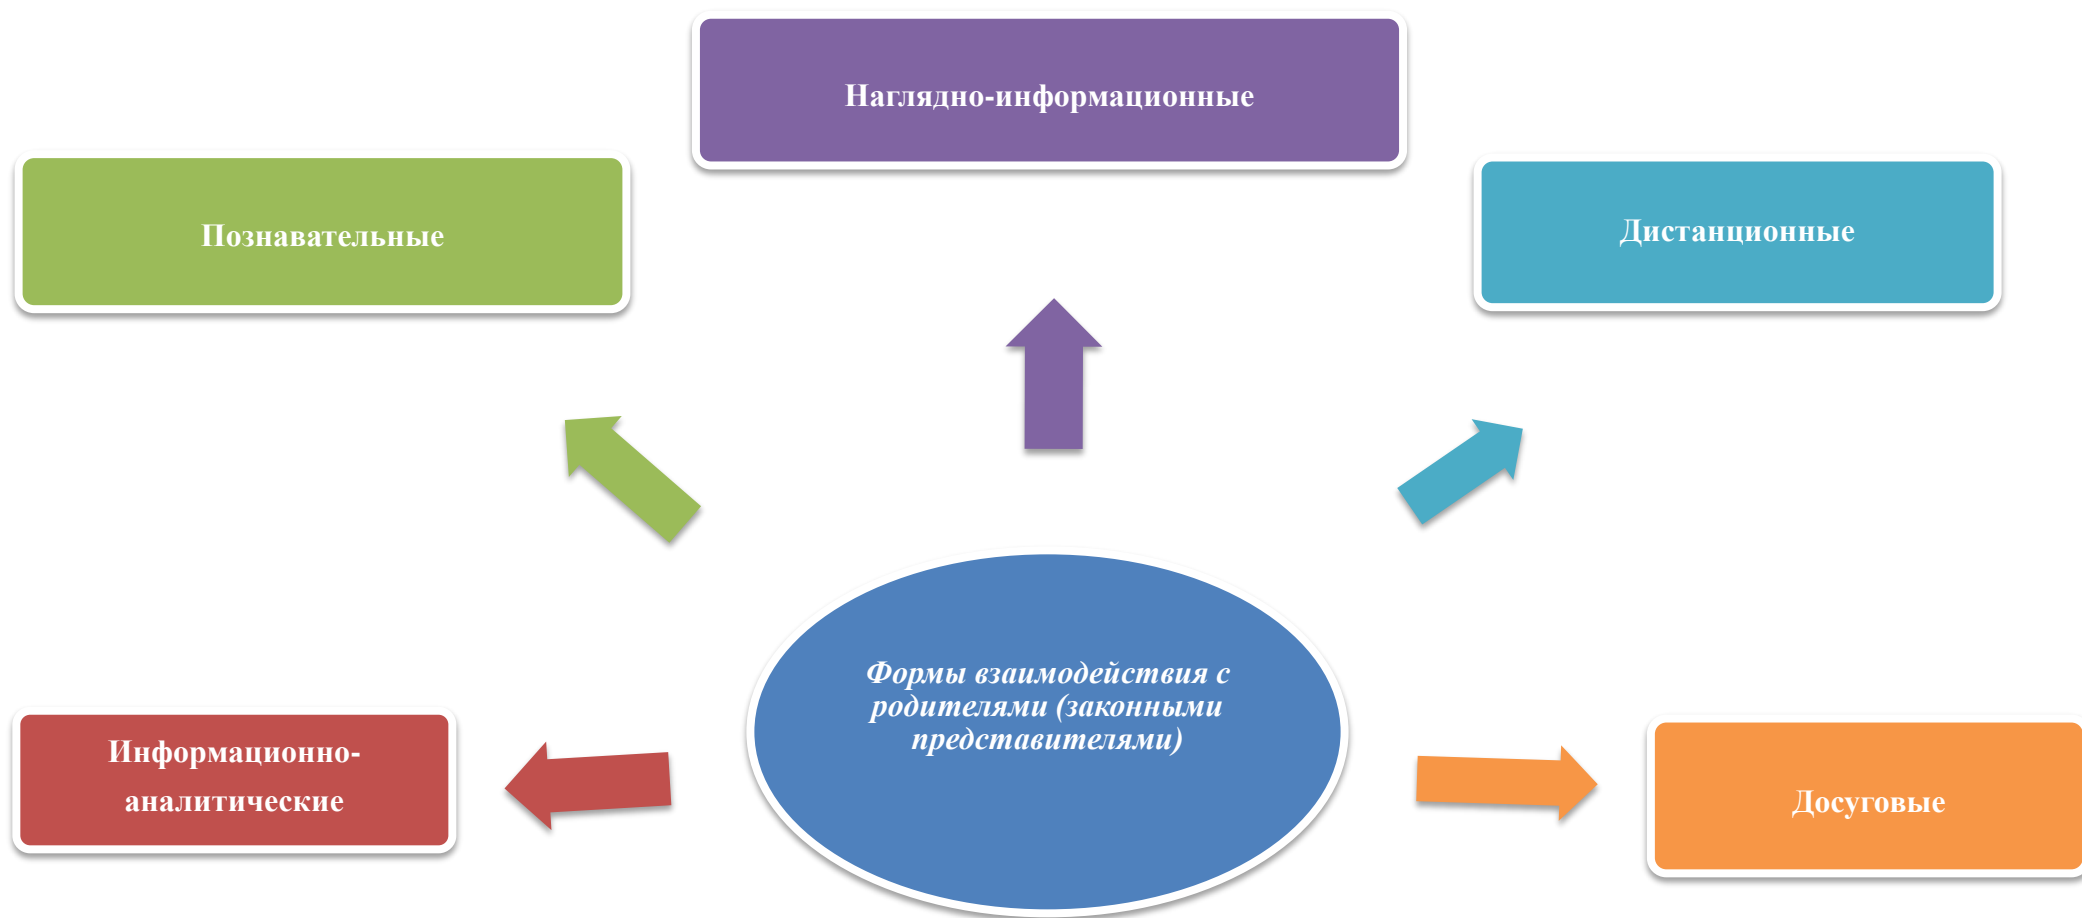 Наглядно-информационные
Познавательные
Дистанционные
Формы взаимодействия с
родителями (законными
представителями)
Информационно-
аналитические
Досуговые